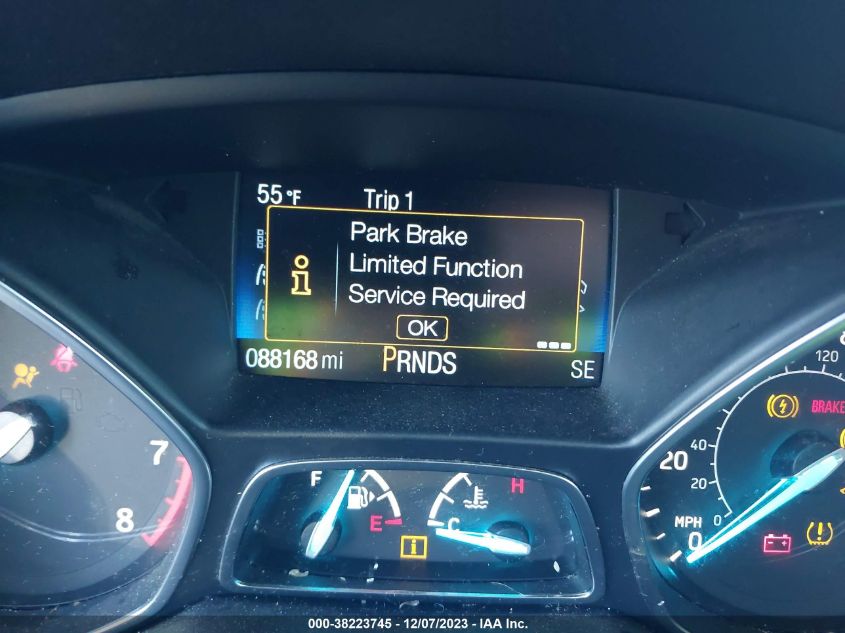 55°F Trip 1
Park Brake
Limited Function
Service Required
OK
088168 mi PRNDS SE
7
8
F
E
H
C
120
BRAKE
40
20
20
0
MPH
0
000-38223745 - 12/07/2023 - IAA Inc.